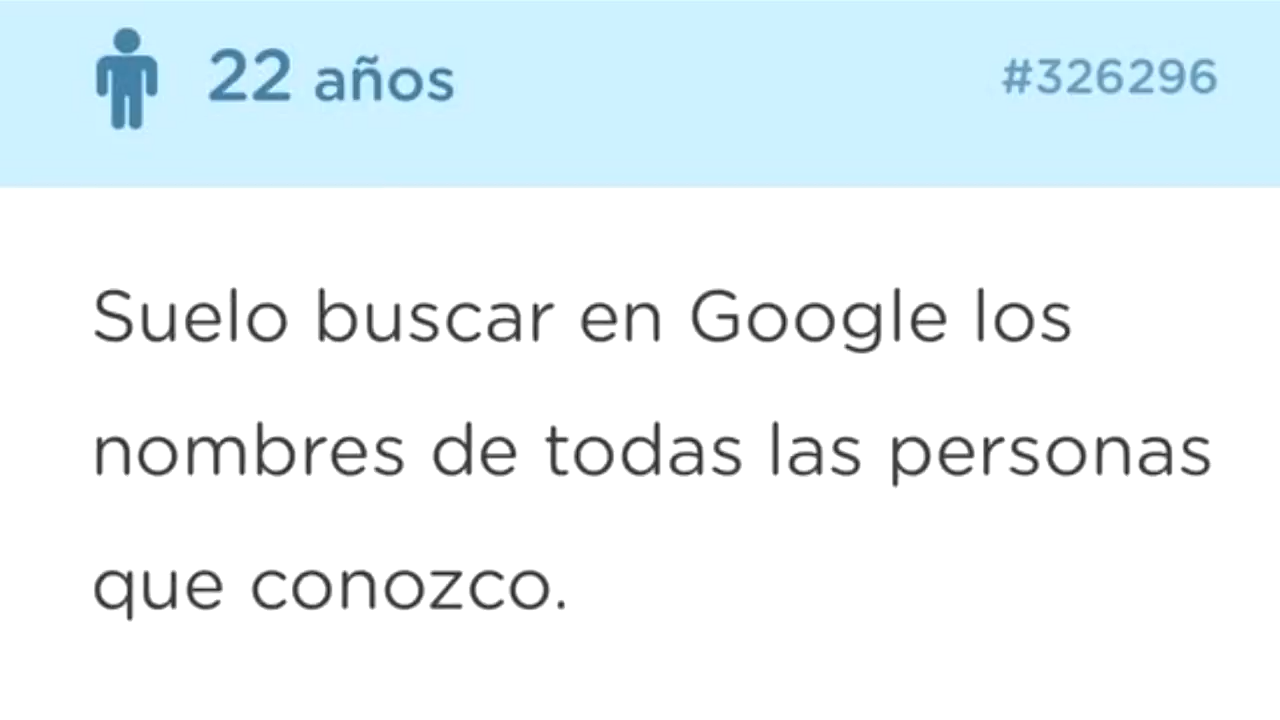 22 años
#326296
Suelo buscar en Google los
nombres de todas las personas
que conozco.